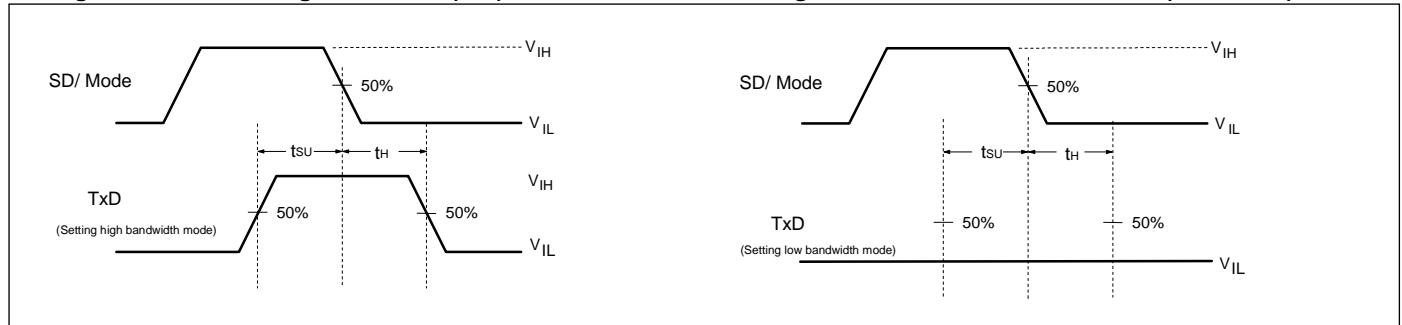 SD/ Mode
VIH
50%
VIL
tSU
tH
TxD
(Setting high bandwidth mode)
VIH
50%
50%
VIL
SD/ Mode
VIH
50%
VIL
tSU
tH
TxD
(Setting low bandwidth mode)
50%
50%
VIL